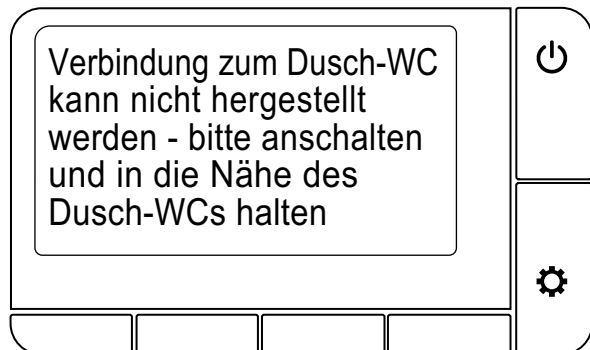 Verbindung zum Dusch-WC
kann nicht hergestellt
werden - bitte anschalten
und in die Nähe des
Dusch-WCs halten